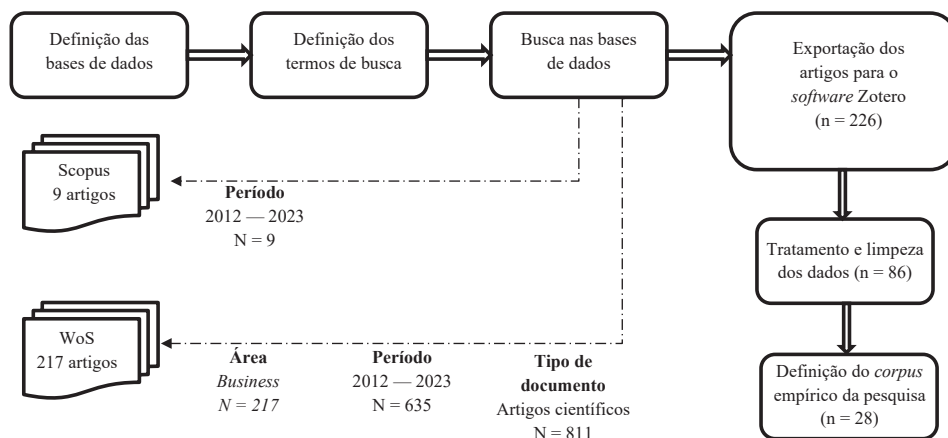 Definição das
bases de dados
Definição dos
termos de busca
Busca nas bases
de dados
Exportação dos
artigos para o
software Zotero
(n = 226)
Scopus
9 artigos
Período
2012 — 2023
N = 9
Tratamento e limpeza
dos dados (n = 86)
WoS
217 artigos
Área
Business
N = 217
Período
2012 — 2023
N = 635
Tipo de
documento
Artigos científicos
N = 811
Definição do corpus
empírico da pesquisa
(n = 28)